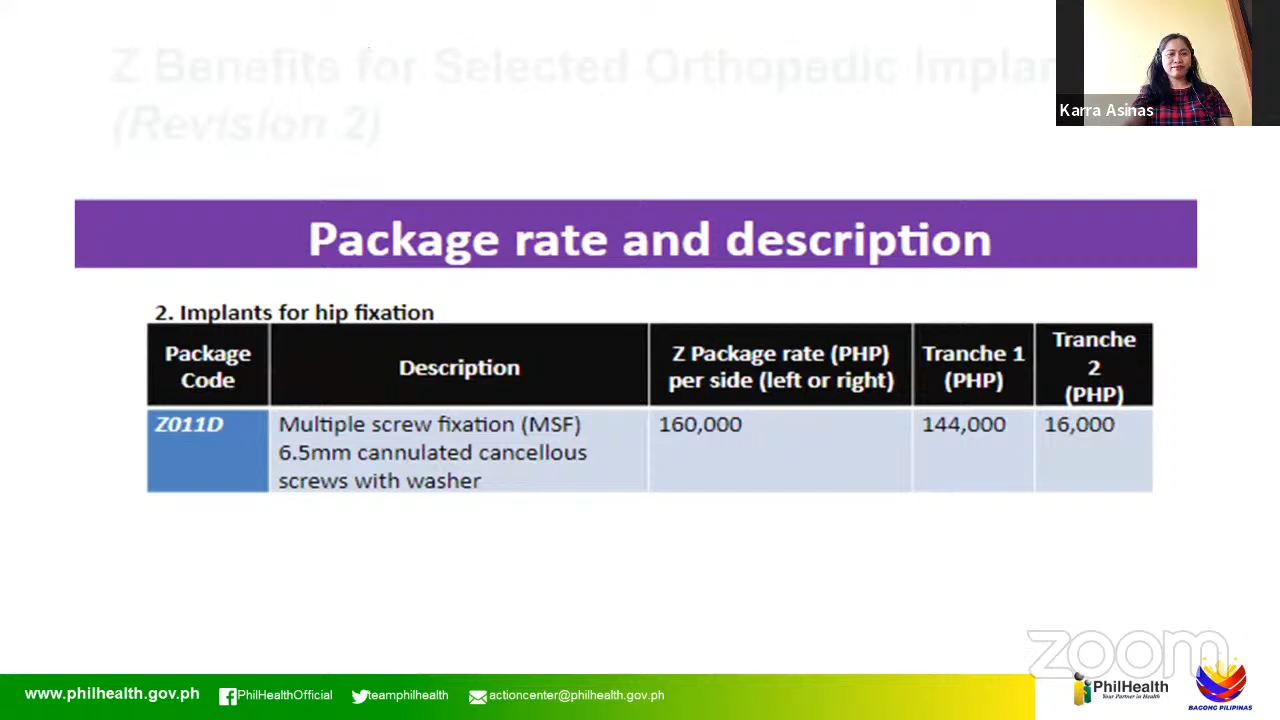 Z Benefits for Selected Orthopedic Implan
(Revision 2)
Karra Asinas
Package rate and description
2. Implants for hip fixation
Package Code
Description
Z Package rate (PHP) per side (left or right)
Tranche 1 (PHP)
Tranche 2 (PHP)
Z011D
Multiple screw fixation (MSF)
6.5mm cannulated cancellous
screws with washer
160,000
144,000
16,000
zoom
www.philhealth.gov.ph
PhilHealthOfficial
teamphilhealth
actioncenter@philhealth.gov.ph
PhilHealth
Your Partner in Health
BAGONG PILIPINAS